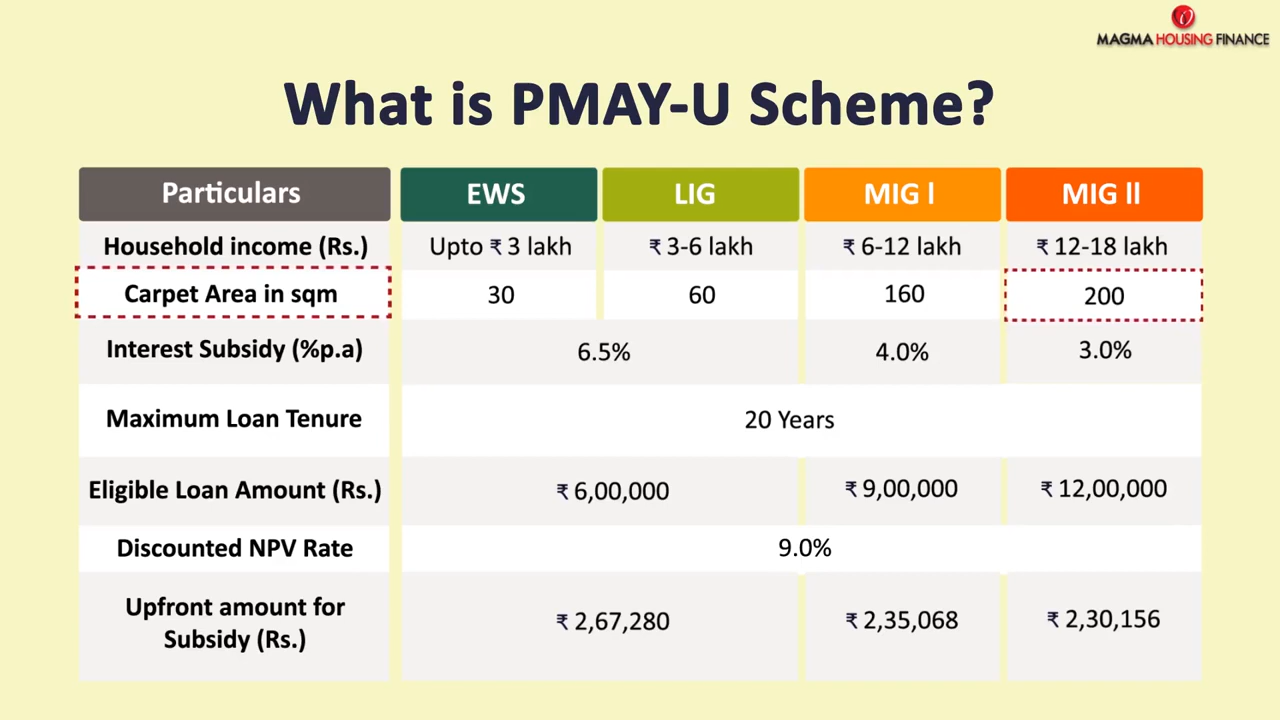 MAGMA HOUSING FINANCE
What is PMAY-U Scheme?
Particulars EWS LIG MIG l MIG ll
Household income (Rs.) Upto ₹ 3 lakh ₹ 3-6 lakh ₹ 6-12 lakh ₹ 12-18 lakh
Carpet Area in sqm 30 60 160 200
Interest Subsidy (%p.a) 6.5% 4.0% 3.0%
Maximum Loan Tenure 20 Years
Eligible Loan Amount (Rs.) ₹ 6,00,000 ₹ 9,00,000 ₹ 12,00,000
Discounted NPV Rate 9.0%
Upfront amount for
Subsidy (Rs.) ₹ 2,67,280 ₹ 2,35,068 ₹ 2,30,156